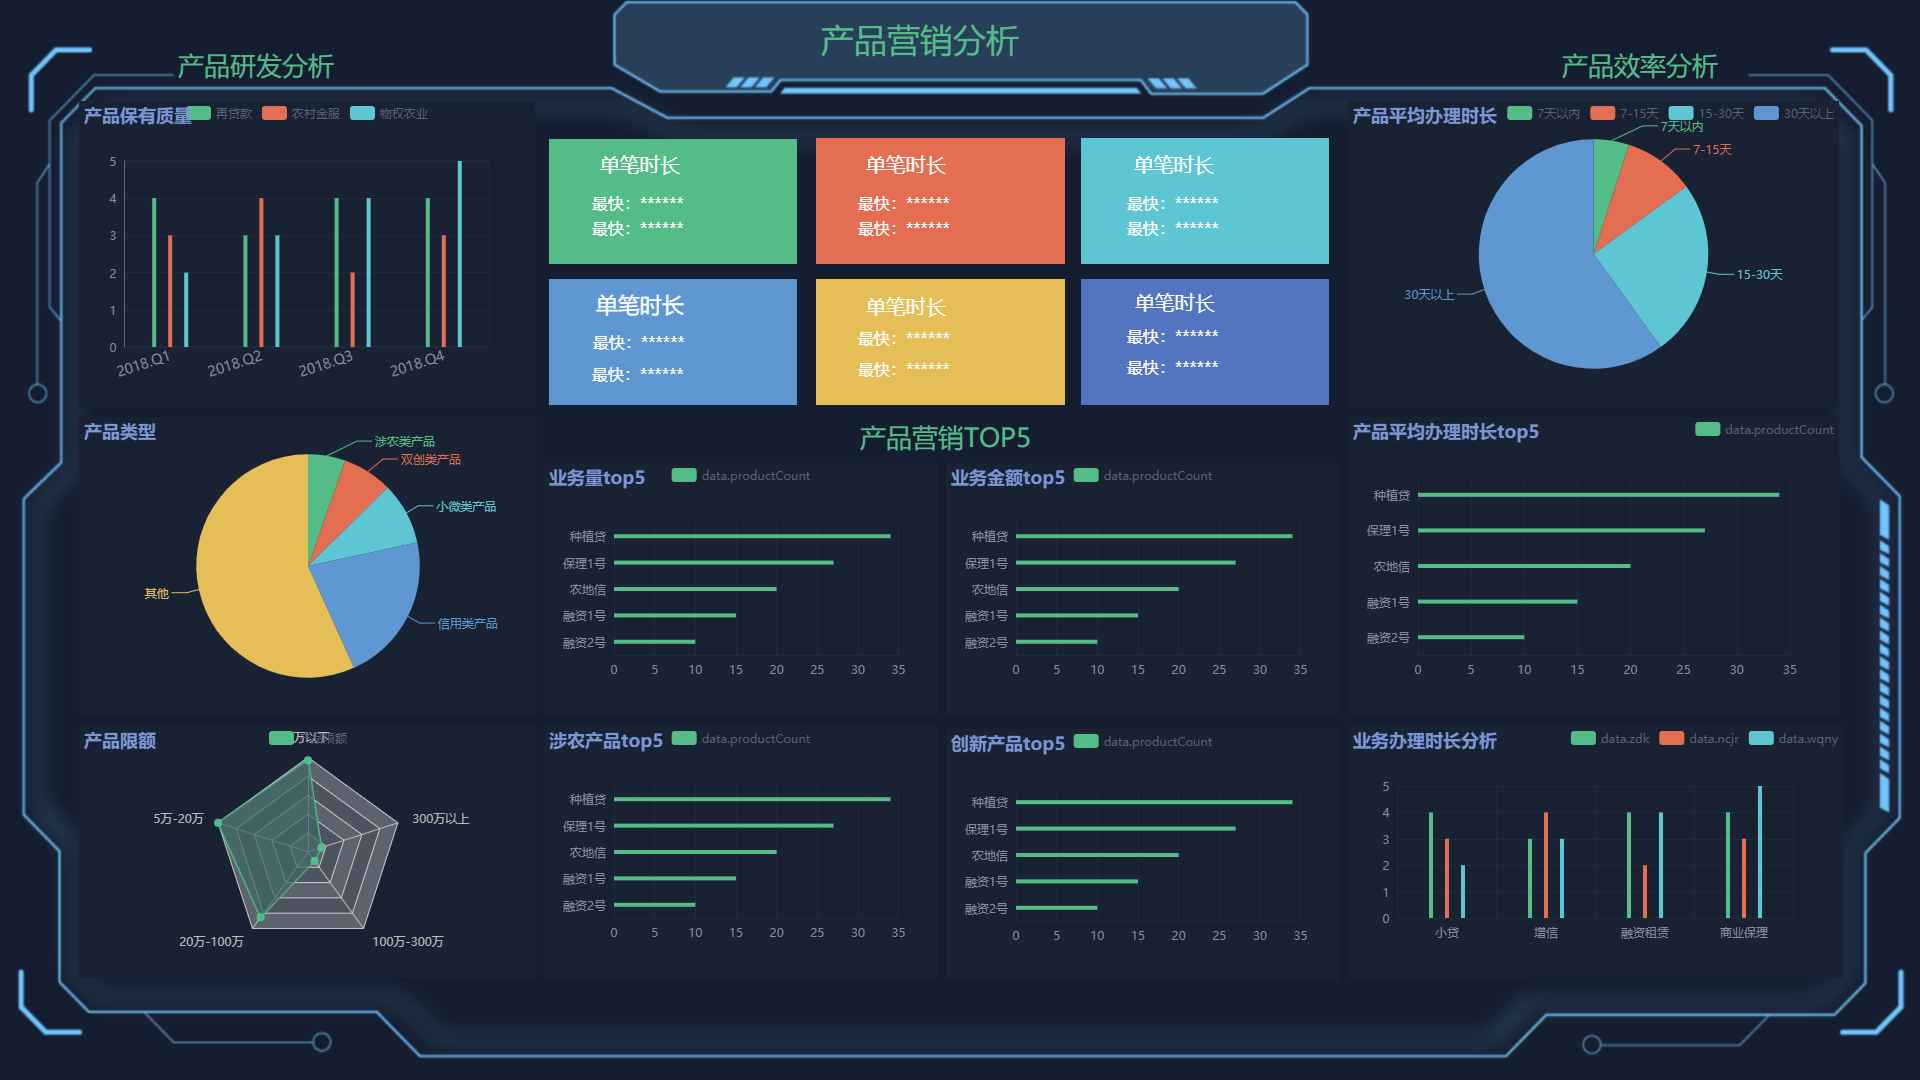 产品营销分析
产品研发分析
产品效率分析
产品保有质量
再贷款 农村金服 物权农业
5
4
3
2
1
0
2018.Q1 2018.Q2 2018.Q3 2018.Q4
单笔时长
最快：******
最快：******
单笔时长
最快：******
最快：******
单笔时长
最快：******
最快：******
单笔时长
最快：******
最快：******
单笔时长
最快：******
最快：******
单笔时长
最快：******
最快：******
产品平均办理时长
7天以内 7-15天 15-30天 30天以上
7天以内
7-15天
15-30天
30天以上
产品类型
涉农类产品
双创类产品
小微类产品
信用类产品
其他
产品营销TOP5
业务量top5
data.productCount
种植贷
保理1号
农地信
融资1号
融资2号
0 5 10 15 20 25 30 35
业务金额top5
data.productCount
种植贷
保理1号
农地信
融资1号
融资2号
0 5 10 15 20 25 30 35
产品平均办理时长top5
data.productCount
种植贷
保理1号
农地信
融资1号
融资2号
0 5 10 15 20 25 30 35
产品限额
万以下
5万-20万
300万以上
20万-100万
100万-300万
涉农产品top5
data.productCount
种植贷
保理1号
农地信
融资1号
融资2号
0 5 10 15 20 25 30 35
创新产品top5
data.productCount
种植贷
保理1号
农地信
融资1号
融资2号
0 5 10 15 20 25 30 35
业务办理时长分析
data.zdk data.ncjr data.wqny
5
4
3
2
1
0
小贷 增信 融资租赁 商业保理